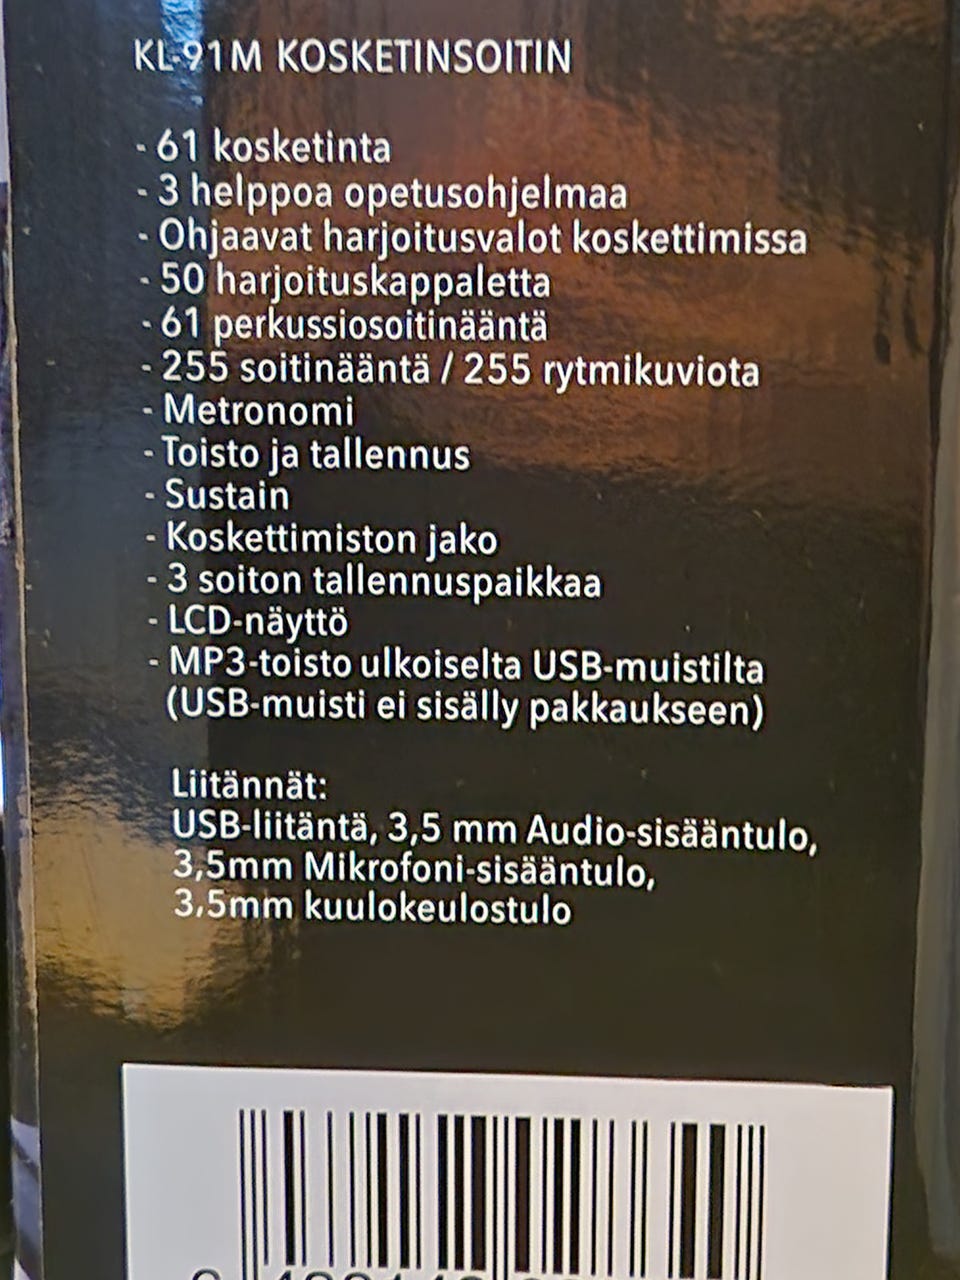 KL-91M KOSKETINSOITIN
- 61 kosketinta
- 3 helppoa opetusohjelmaa
- Ohjaavat harjoitusvalot koskettimissa
- 50 harjoituskappaletta
- 61 perkussiosoitinääntä
- 255 soitinääntä / 255 rytmikuviota
- Metronomi
- Toisto ja tallennus
- Sustain
- Koskettimiston jako
- 3 soiton tallennuspaikkaa
- LCD-näyttö
- MP3-toisto ulkoiselta USB-muistilta
(USB-muisti ei sisälly pakkaukseen)
Liitännät:
USB-liitäntä, 3,5 mm Audio-sisääntulo,
3,5mm Mikrofoni-sisääntulo,
3,5mm kuulokeulostulo